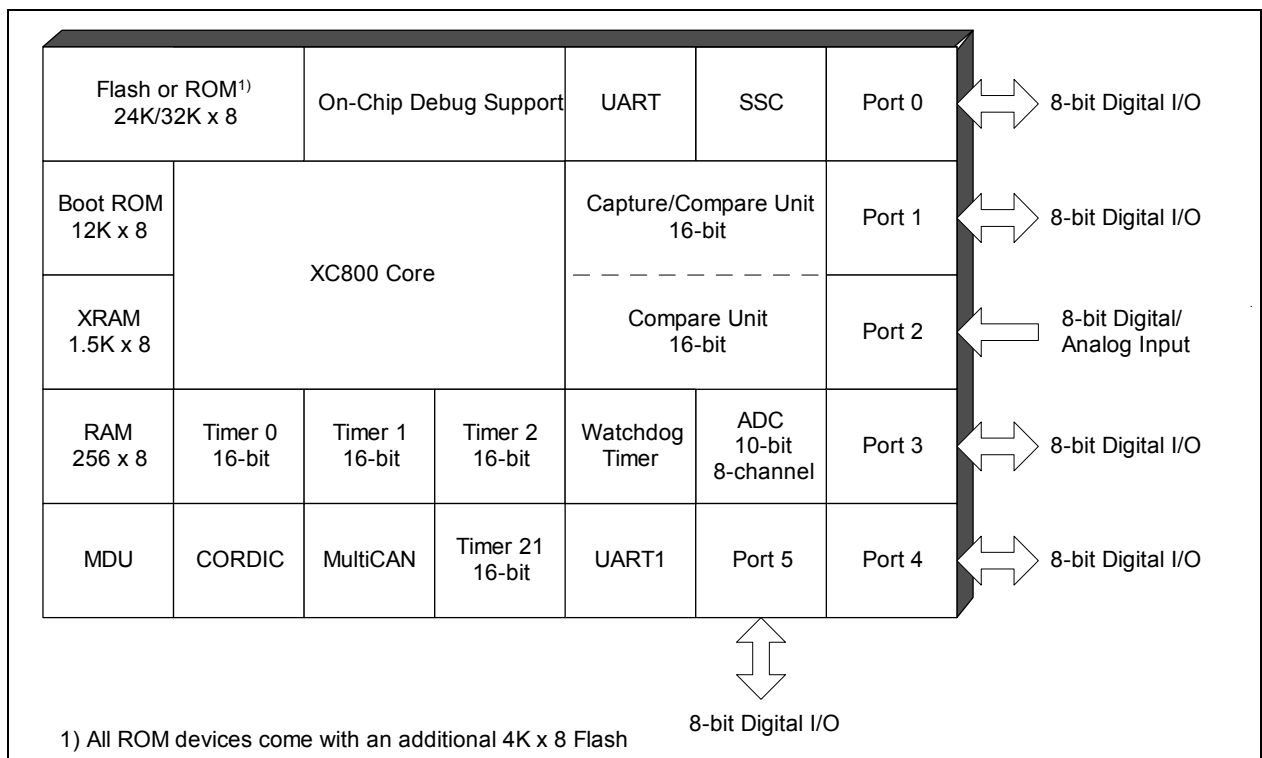 Flash or ROM1)
24K/32K x 8
On-Chip Debug Support
UART
SSC
Port 0
8-bit Digital I/O
Boot ROM
12K x 8
XC800 Core
Capture/Compare Unit
16-bit
Port 1
8-bit Digital I/O
XRAM
1.5K x 8
Compare Unit
16-bit
Port 2
8-bit Digital/
Analog Input
RAM
256 x 8
Timer 0
16-bit
Timer 1
16-bit
Timer 2
16-bit
Watchdog
Timer
ADC
10-bit
8-channel
Port 3
8-bit Digital I/O
MDU
CORDIC
MultiCAN
Timer 21
16-bit
UART1
Port 5
Port 4
8-bit Digital I/O
8-bit Digital I/O
1) All ROM devices come with an additional 4K x 8 Flash